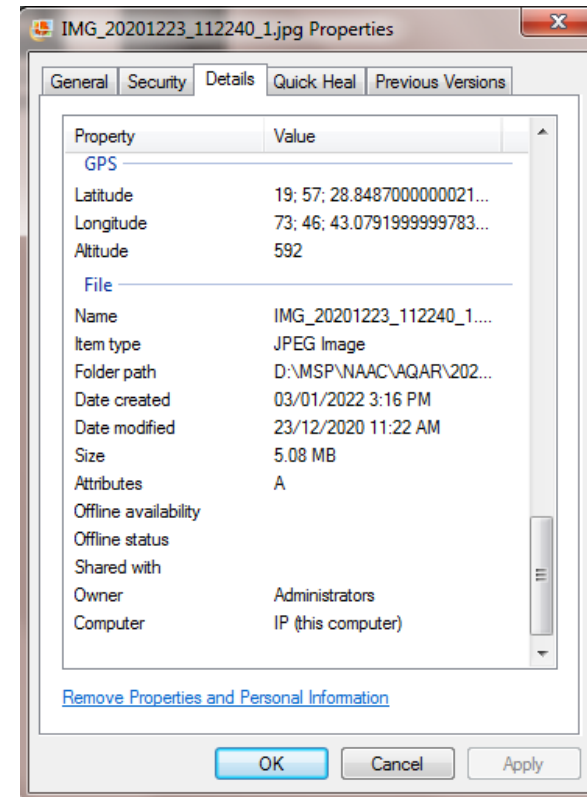 IMG_20201223_112240_1.jpg Properties
General Security Details Quick Heal Previous Versions
Property Value
GPS
Latitude 19; 57; 28.8487000000021...
Longitude 73; 46; 43.0791999999783...
Altitude 592
File
Name IMG_20201223_112240_1....
Item type JPEG Image
Folder path D:\MSP\NAAC\AQAR\202...
Date created 03/01/2022 3:16 PM
Date modified 23/12/2020 11:22 AM
Size 5.08 MB
Attributes A
Offline availability
Offline status
Shared with
Owner Administrators
Computer IP (this computer)
Remove Properties and Personal Information
OK Cancel Apply